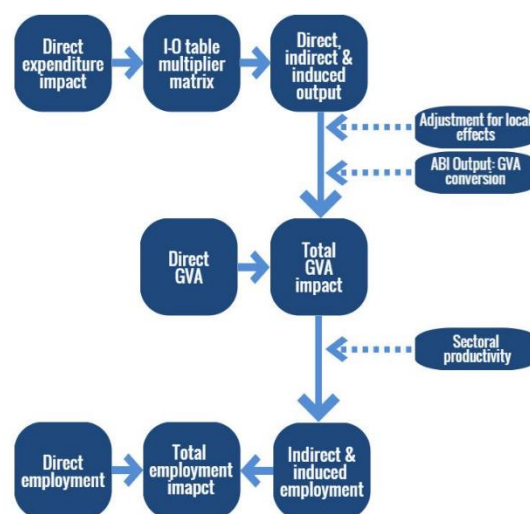 Direct
expenditure
impact
I-O table
multiplier
matrix
Direct,
indirect &
induced
output
Adjustment for local
effects
ABI Output: GVA
conversion
Direct
GVA
Total
GVA
impact
Sectoral
productivity
Direct
employment
Total
employment
imapct
Indirect &
induced
employment